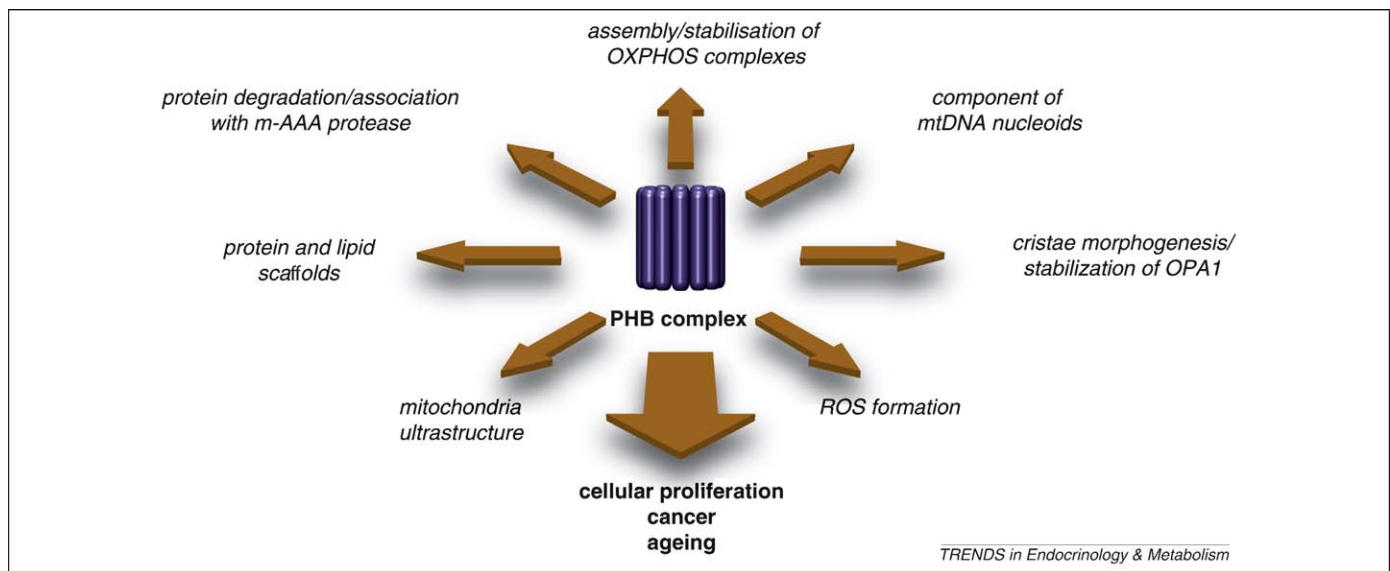 assembly/stabilisation of
OXPHOS complexes
protein degradation/association
with m-AAA protease
component of
mtDNA nucleoids
protein and lipid
scaffolds
cristae morphogenesis/
stabilization of OPA1
PHB complex
mitochondria
ultrastructure
ROS formation
cellular proliferation
cancer
ageing
TRENDS in Endocrinology & Metabolism